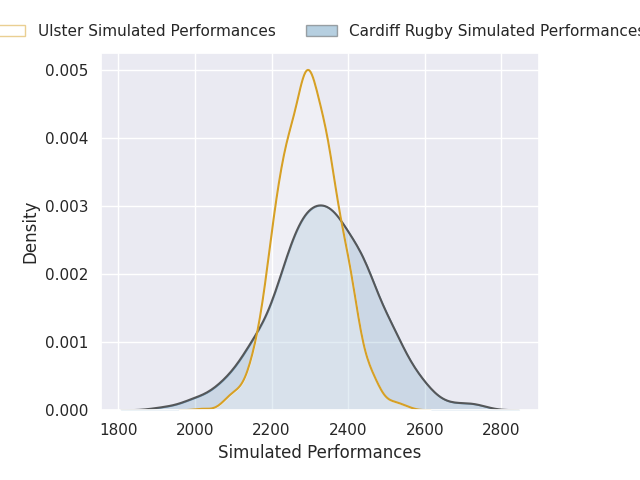 Ulster Simulated Performances
Cardiff Rugby Simulated Performances
0.005
0.004
0.003
0.002
0.001
0.000
Density
1800 2000 2200 2400 2600 2800
Simulated Performances